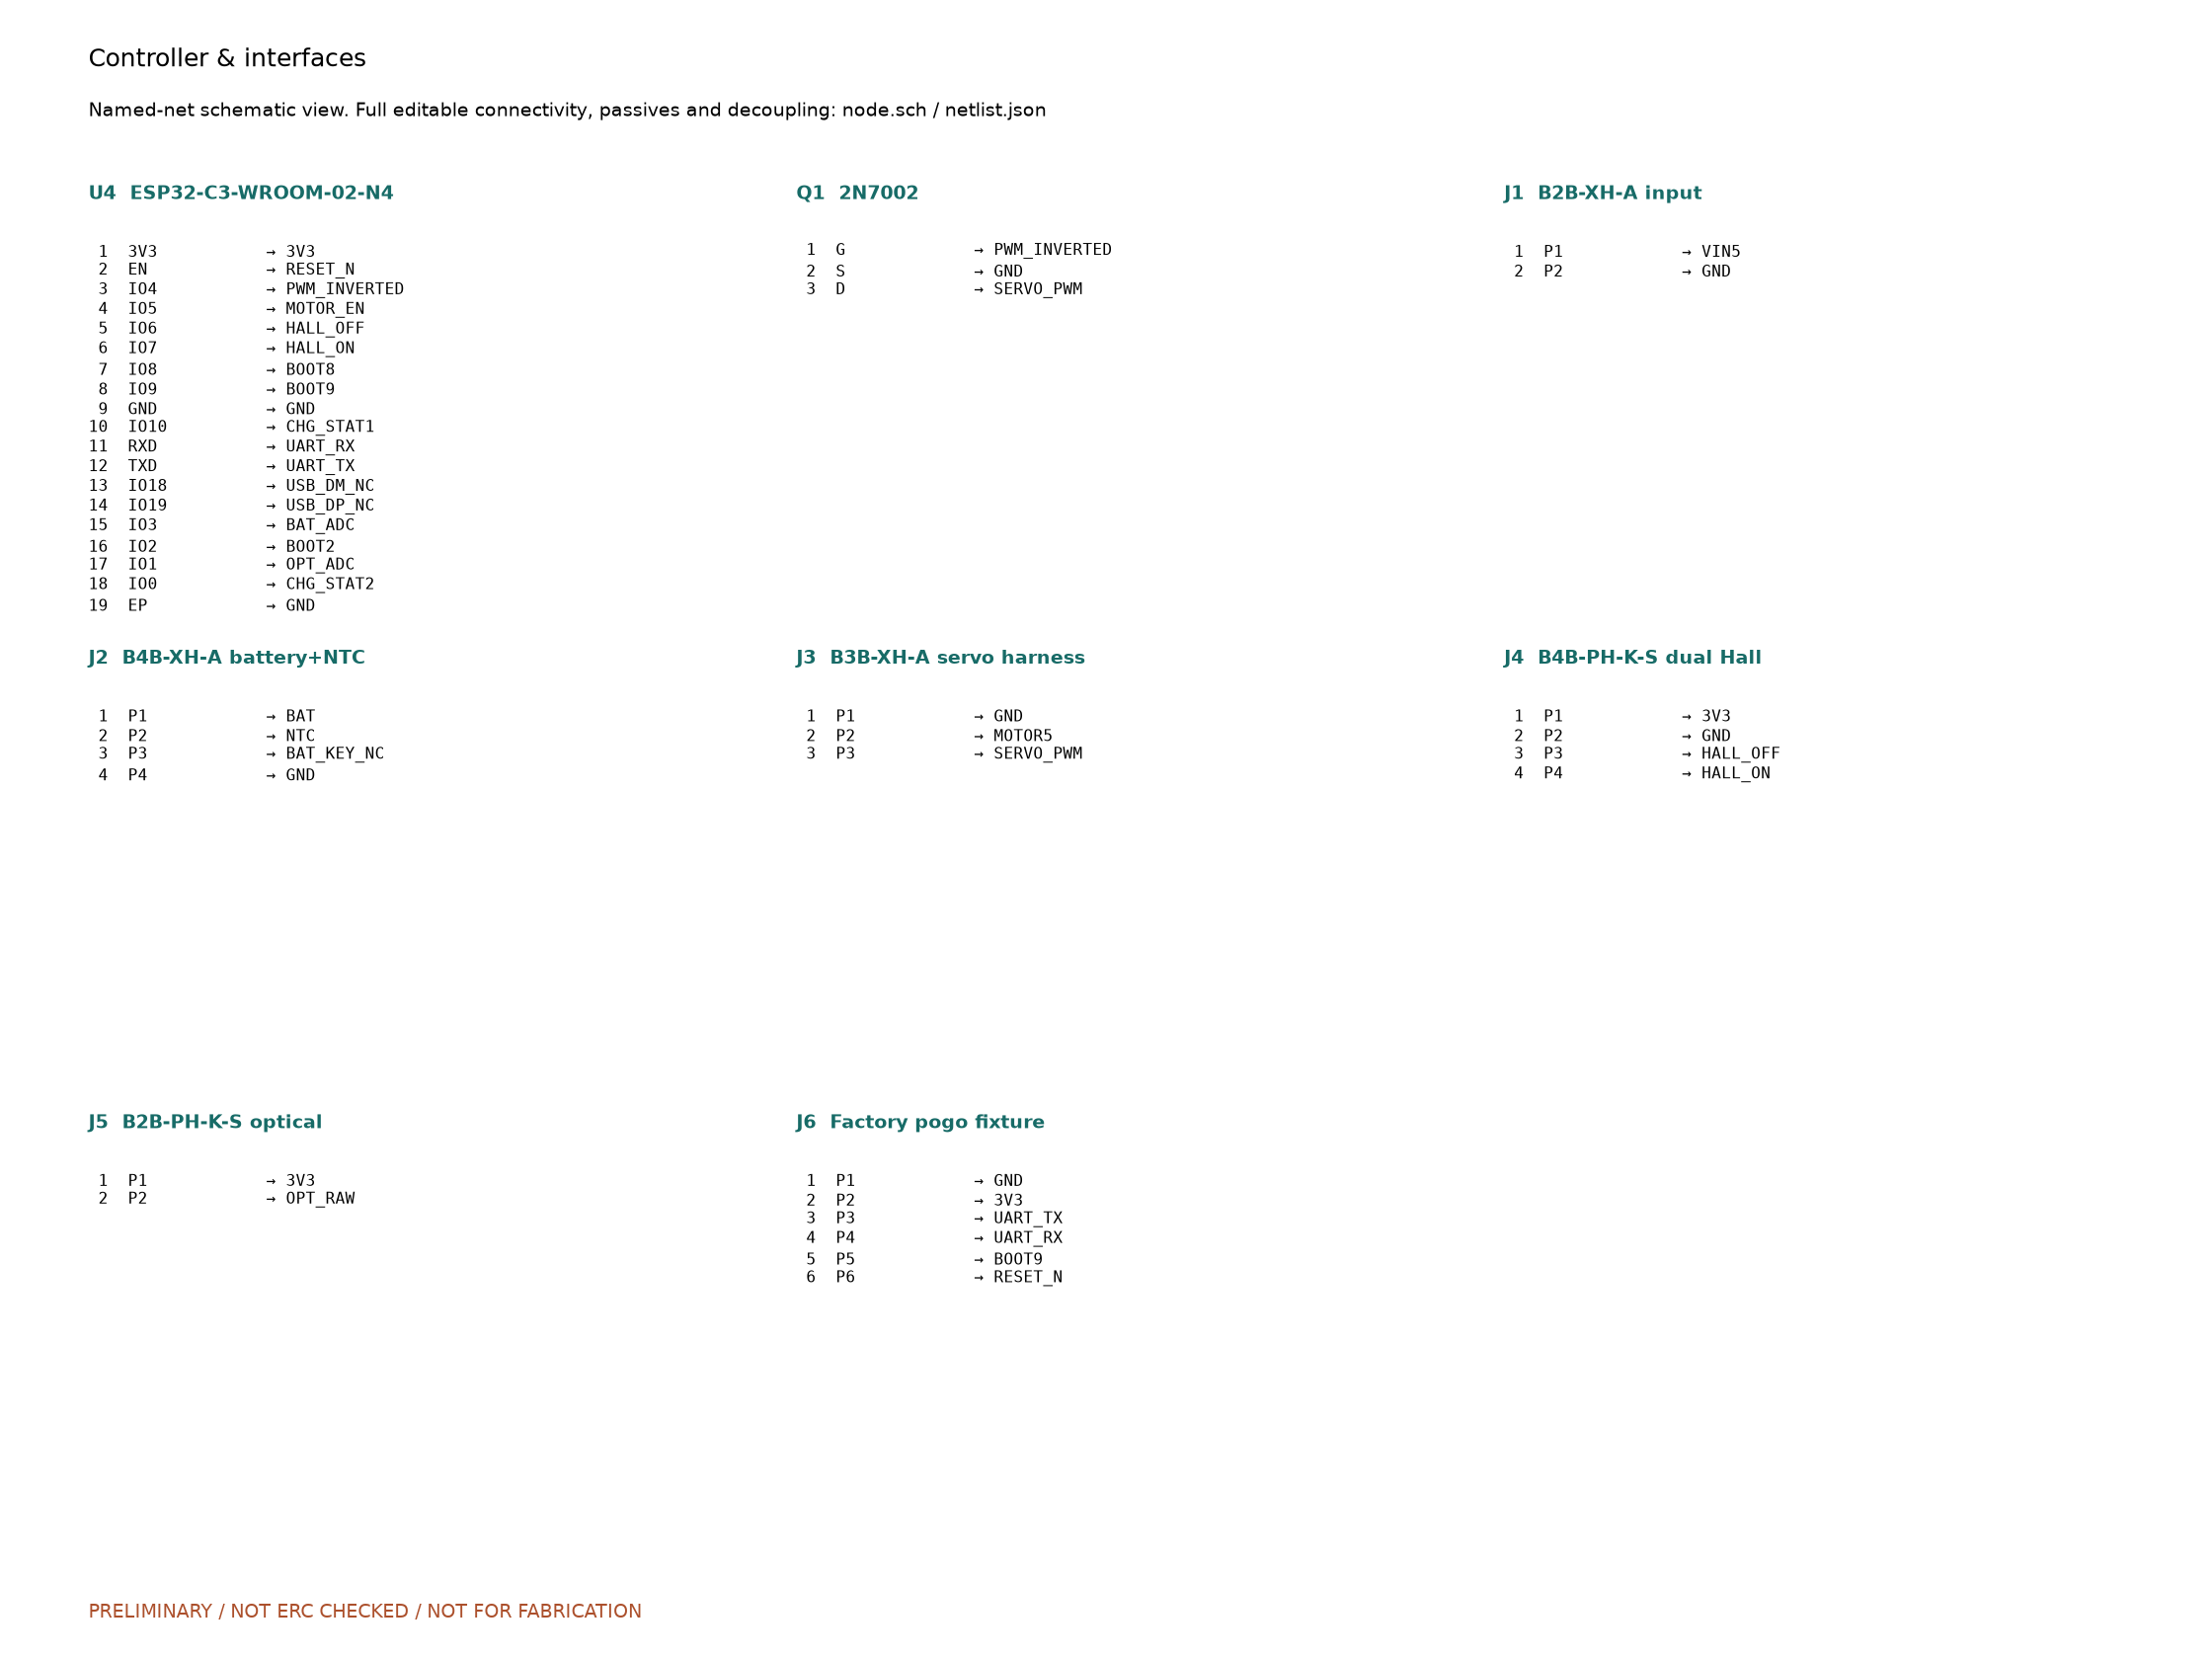 Controller & interfaces
Named-net schematic view. Full editable connectivity, passives and decoupling: node.sch / netlist.json
U4  ESP32-C3-WROOM-02-N4
1  3V3  → 3V3
2  EN  → RESET_N
3  IO4  → PWM_INVERTED
4  IO5  → MOTOR_EN
5  IO6  → HALL_OFF
6  IO7  → HALL_ON
7  IO8  → BOOT8
8  IO9  → BOOT9
9  GND  → GND
10  IO10  → CHG_STAT1
11  RXD  → UART_RX
12  TXD  → UART_TX
13  IO18  → USB_DM_NC
14  IO19  → USB_DP_NC
15  IO3  → BAT_ADC
16  IO2  → BOOT2
17  IO1  → OPT_ADC
18  IO0  → CHG_STAT2
19  EP  → GND
Q1  2N7002
1  G  → PWM_INVERTED
2  S  → GND
3  D  → SERVO_PWM
J1  B2B-XH-A input
1  P1  → VIN5
2  P2  → GND
J2  B4B-XH-A battery+NTC
1  P1  → BAT
2  P2  → NTC
3  P3  → BAT_KEY_NC
4  P4  → GND
J3  B3B-XH-A servo harness
1  P1  → GND
2  P2  → MOTOR5
3  P3  → SERVO_PWM
J4  B4B-PH-K-S dual Hall
1  P1  → 3V3
2  P2  → GND
3  P3  → HALL_OFF
4  P4  → HALL_ON
J5  B2B-PH-K-S optical
1  P1  → 3V3
2  P2  → OPT_RAW
J6  Factory pogo fixture
1  P1  → GND
2  P2  → 3V3
3  P3  → UART_TX
4  P4  → UART_RX
5  P5  → BOOT9
6  P6  → RESET_N
PRELIMINARY / NOT ERC CHECKED / NOT FOR FABRICATION